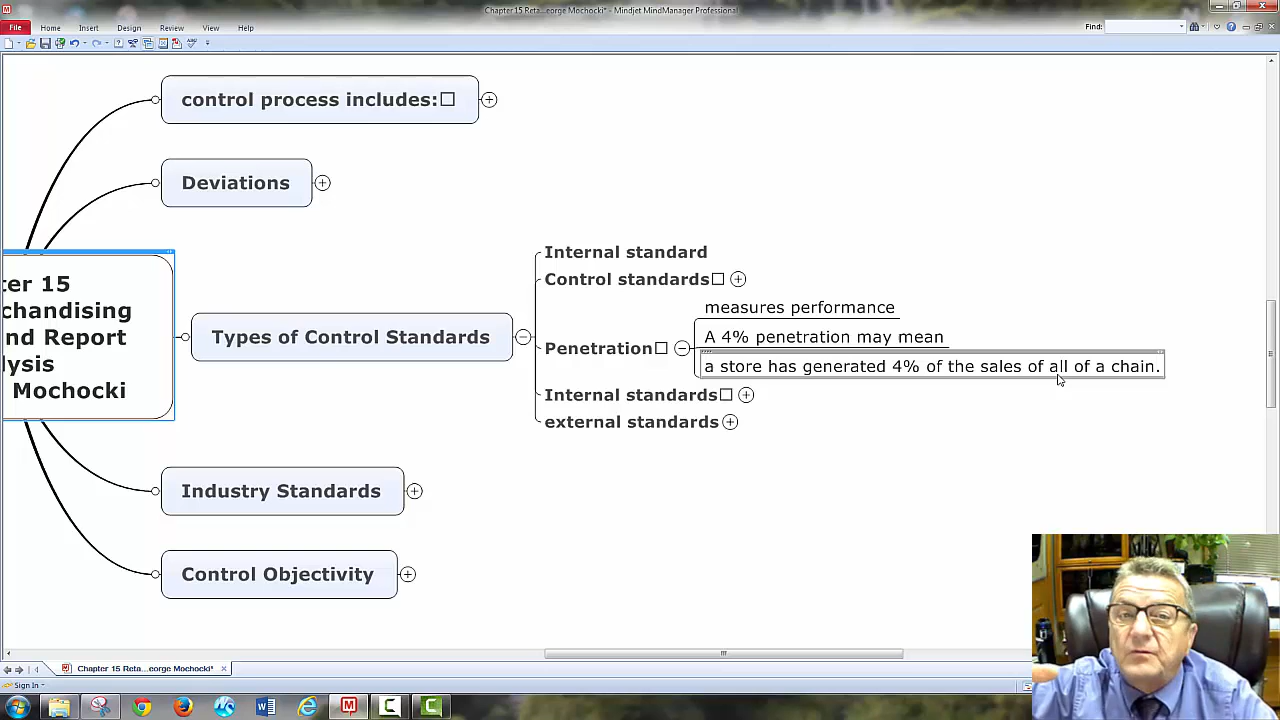 Chapter 15 Reta...eorge Mochocki* - Mindjet MindManager Professional
File Home Insert Design Review View Help
Find:
control process includes:
Deviations
ter 15
chandising
nd Report
lysis
Mochocki
Types of Control Standards
Internal standard
Control standards
Penetration
measures performance
A 4% penetration may mean
a store has generated 4% of the sales of all of a chain.
Internal standards
external standards
Industry Standards
Control Objectivity
Chapter 15 Reta...eorge Mochocki*
Sign In